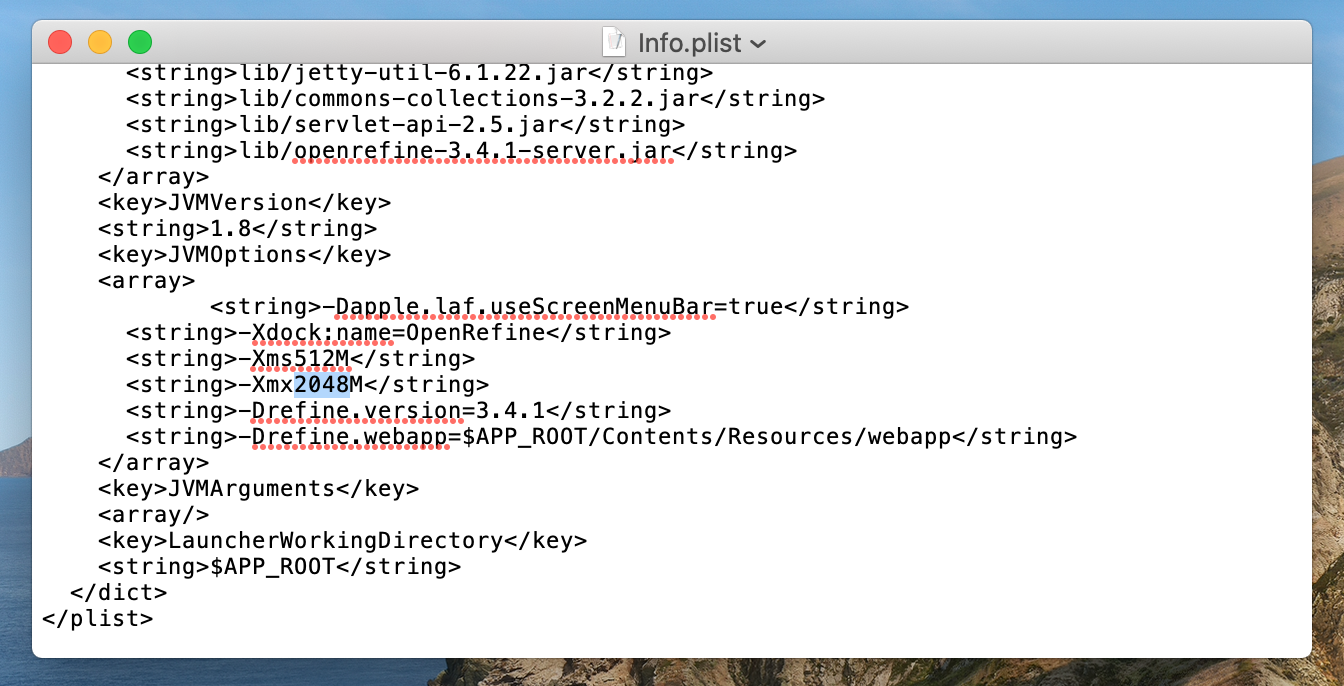 Info.plist
<string>lib/jetty-util-6.1.22.jar</string>
<string>lib/commons-collections-3.2.2.jar</string>
<string>lib/servlet-api-2.5.jar</string>
<string>lib/openrefine-3.4.1-server.jar</string>
</array>
<key>JVMVersion</key>
<string>1.8</string>
<key>JVMOptions</key>
<array>
<string>-Dapple.laf.useScreenMenuBar=true</string>
<string>-Xdock:name=OpenRefine</string>
<string>-Xms512M</string>
<string>-Xmx2048M</string>
<string>-Drefine.version=3.4.1</string>
<string>-Drefine.webapp=$APP_ROOT/Contents/Resources/webapp</string>
</array>
<key>JVMArguments</key>
<array/>
<key>LauncherWorkingDirectory</key>
<string>$APP_ROOT</string>
</dict>
</plist>